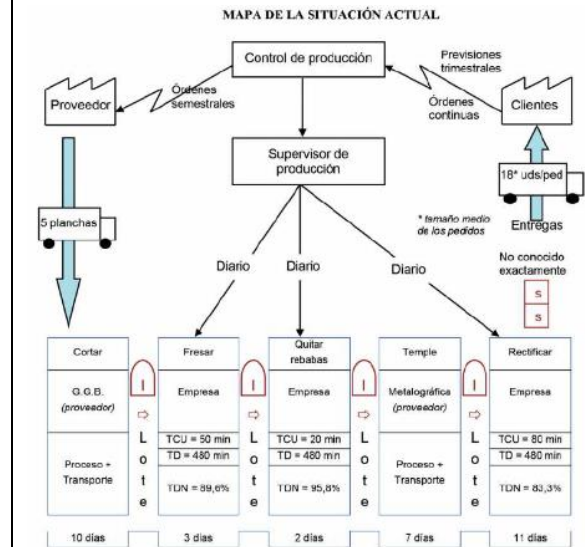 MAPA DE LA SITUACIÓN ACTUAL
Control de producción
Previsiones
trimestrales
Proveedor
Órdenes
semestrales
Órdenes
continuas
Clientes
Supervisor de
producción
5 planchas
18* uds/ped
* tamaño medio
de los pedidos
Entregas
Diario
Diario
Diario
No conocido
exactamente
s
s
Cortar
G.G.B.
(proveedor)
Proceso +
Transporte
I
Lote
Fresar
Empresa
TCU = 50 min
TD = 480 min
TDN = 89,6%
I
Lote
Quitar
rebabas
Empresa
TCU = 20 min
TD = 480 min
TDN = 95,8%
I
Lote
Temple
Metalográfica
(proveedor)
Proceso +
Transporte
I
Lote
Rectificar
Empresa
TCU = 80 min
TD = 480 min
TDN = 83,3%
10 días
3 días
2 días
7 días
11 días